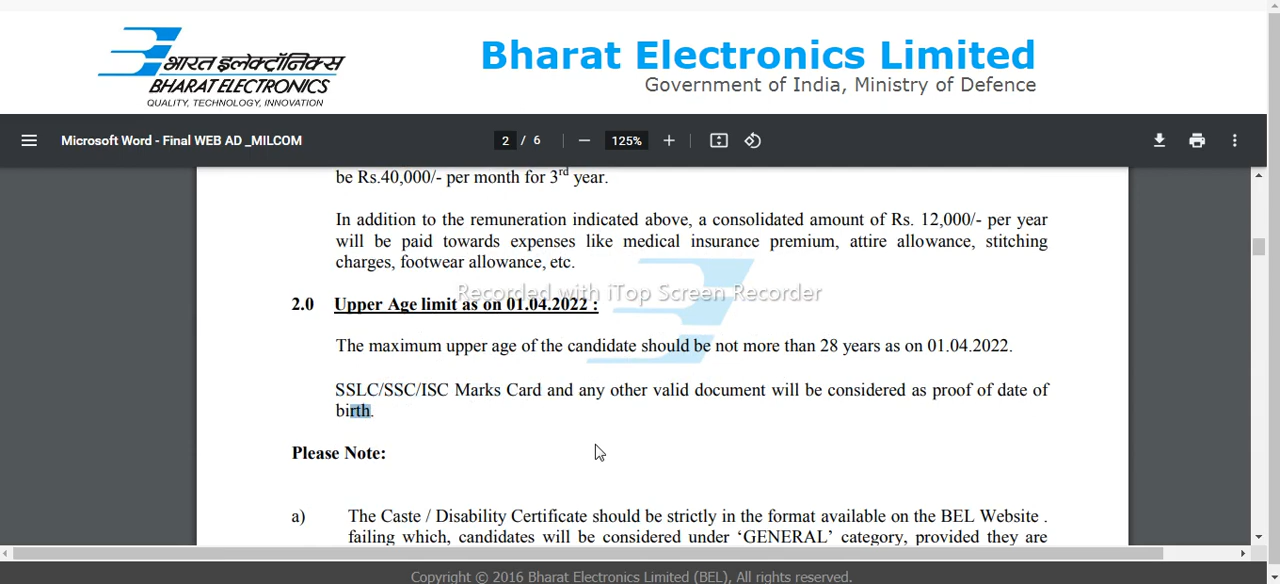 भारत इलेक्ट्रॉनिक्स
BHARAT ELECTRONICS
QUALITY, TECHNOLOGY, INNOVATION
Bharat Electronics Limited
Government of India, Ministry of Defence
Microsoft Word - Final WEB AD _MILCOM
2 / 6
125%
be Rs.40,000/- per month for 3rd year.
In addition to the remuneration indicated above, a consolidated amount of Rs. 12,000/- per year
will be paid towards expenses like medical insurance premium, attire allowance, stitching
charges, footwear allowance, etc.
Recorded with iTop Screen Recorder
2.0 Upper Age limit as on 01.04.2022 :
The maximum upper age of the candidate should be not more than 28 years as on 01.04.2022.
SSLC/SSC/ISC Marks Card and any other valid document will be considered as proof of date of
birth.
Please Note:
a) The Caste / Disability Certificate should be strictly in the format available on the BEL Website .
failing which, candidates will be considered under ‘GENERAL’ category, provided they are
Copyright © 2016 Bharat Electronics Limited (BEL), All rights reserved.